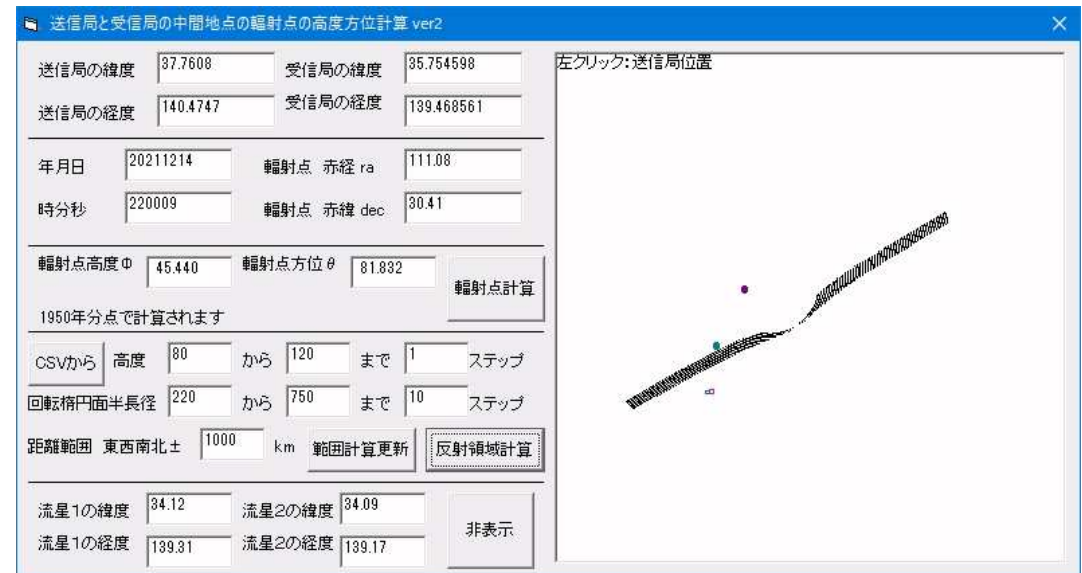 送信局と受信局の中間地点の輻射点の高度方位計算 ver2
送信局の緯度 37.7608 受信局の緯度 35.754598
送信局の経度 140.4747 受信局の経度 139.468561
年月日 20211214 輻射点 赤経 ra 111.08
時分秒 220009 輻射点 赤緯 dec 30.41
輻射点高度Φ 45.440 輻射点方位θ 81.832 輻射点計算
1950年分点で計算されます
CSVから 高度 80 から 120 まで 1 ステップ
回転楕円面半長径 220 から 750 まで 10 ステップ
距離範囲 東西南北± 1000 km 範囲計算更新 反射領域計算
流星1の緯度 34.12 流星2の緯度 34.09 非表示
流星1の経度 139.31 流星2の経度 139.17
左クリック:送信局位置